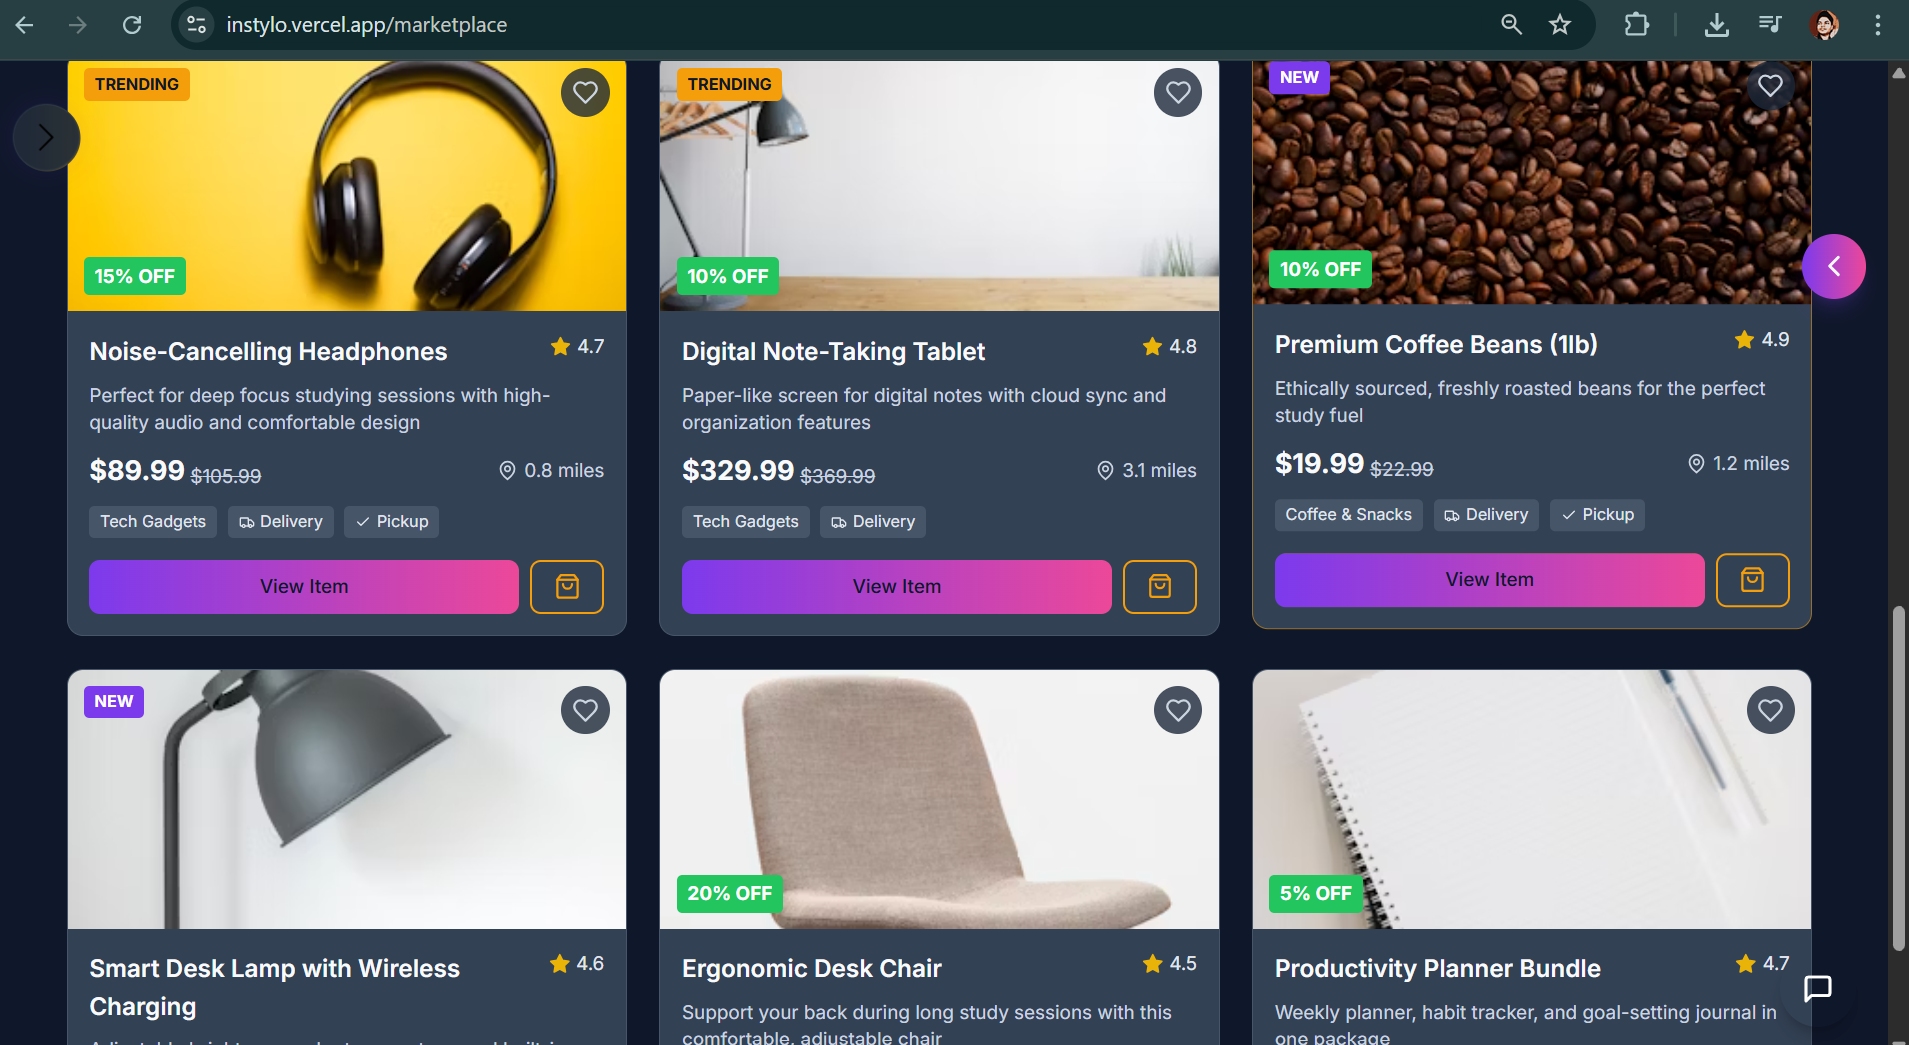 instylo.vercel.app/marketplace
TRENDING
15% OFF
Noise-Cancelling Headphones
4.7
Perfect for deep focus studying sessions with high-
quality audio and comfortable design
$89.99 $105.99
0.8 miles
Tech Gadgets
Delivery
Pickup
View Item
TRENDING
10% OFF
Digital Note-Taking Tablet
4.8
Paper-like screen for digital notes with cloud sync and
organization features
$329.99 $369.99
3.1 miles
Tech Gadgets
Delivery
View Item
NEW
10% OFF
Premium Coffee Beans (1lb)
4.9
Ethically sourced, freshly roasted beans for the perfect
study fuel
$19.99 $22.99
1.2 miles
Coffee & Snacks
Delivery
Pickup
View Item
NEW
Smart Desk Lamp with Wireless
Charging
4.6
20% OFF
Ergonomic Desk Chair
4.5
Support your back during long study sessions with this
comfortable, adjustable chair
5% OFF
Productivity Planner Bundle
4.7
Weekly planner, habit tracker, and goal-setting journal in
one package